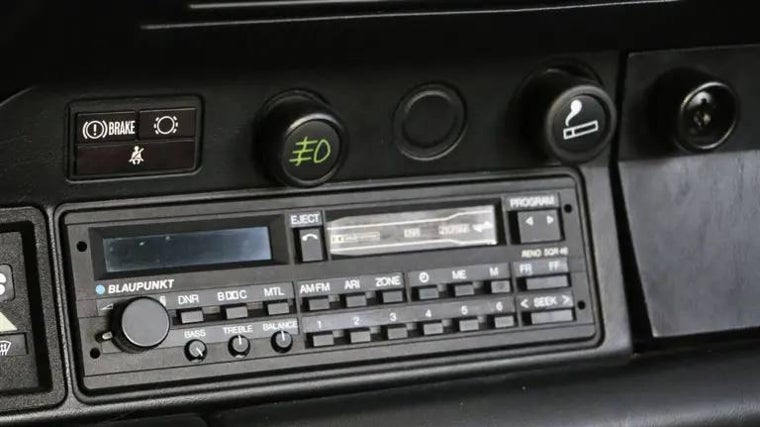 BRAKE
EJECT
PROGRAM
RENO SQR 46
BLAUPUNKT
DNR
MTL
AM-FM
ARI
ZONE
ME
M
FR
FF
< SEEK >
BASS
TREBLE
BALANCE
1
2
3
4
5
6